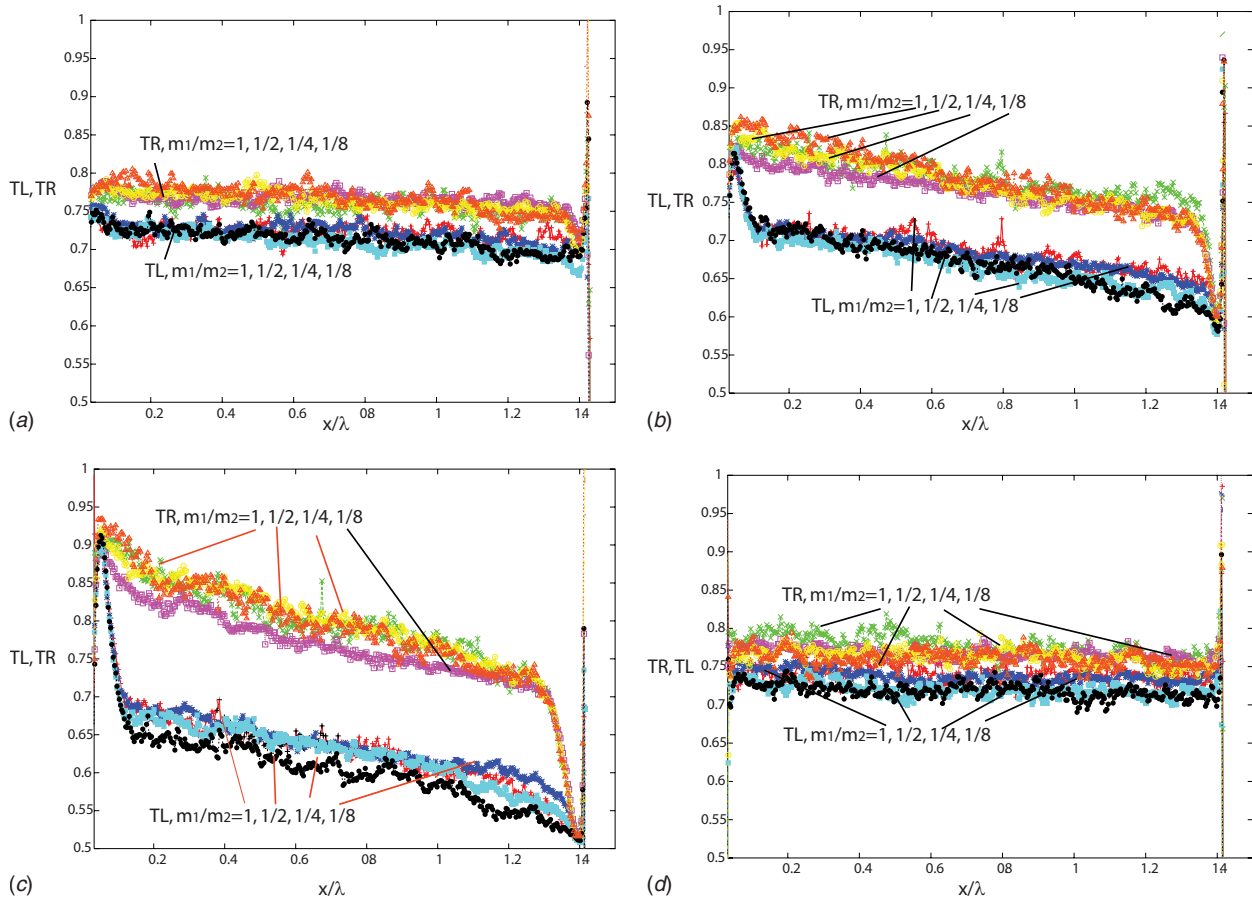 1
0.95
0.9
0.85
0.8
0.75
0.7
0.65
0.6
0.55
0.5
TL, TR
TR, m1/m2=1, 1/2, 1/4, 1/8
TL, m1/m2=1, 1/2, 1/4, 1/8
0.2 0.4 0.6 0.8 1 1.2 14
x/λ
(a)
1
0.95
0.9
0.85
0.8
0.75
0.7
0.65
0.6
0.55
0.5
TL, TR
TR, m1/m2=1, 1/2, 1/4, 1/8
TL, m1/m2=1, 1/2, 1/4, 1/8
0.2 0.4 0.6 0.8 1 1.2 14
x/λ
(b)
1
0.95
0.9
0.85
0.8
0.75
0.7
0.65
0.6
0.55
0.5
TL, TR
TR, m1/m2=1, 1/2, 1/4, 1/8
TL, m1/m2=1, 1/2, 1/4, 1/8
0.2 0.4 0.6 0.8 1 1.2 14
x/λ
(c)
1
0.95
0.9
0.85
0.8
0.75
0.7
0.65
0.6
0.55
0.5
TR, TL
TR, m1/m2=1, 1/2, 1/4, 1/8
TL, m1/m2=1, 1/2, 1/4, 1/8
0.2 0.4 0.6 0.8 1 1.2 14
x/λ
(d)